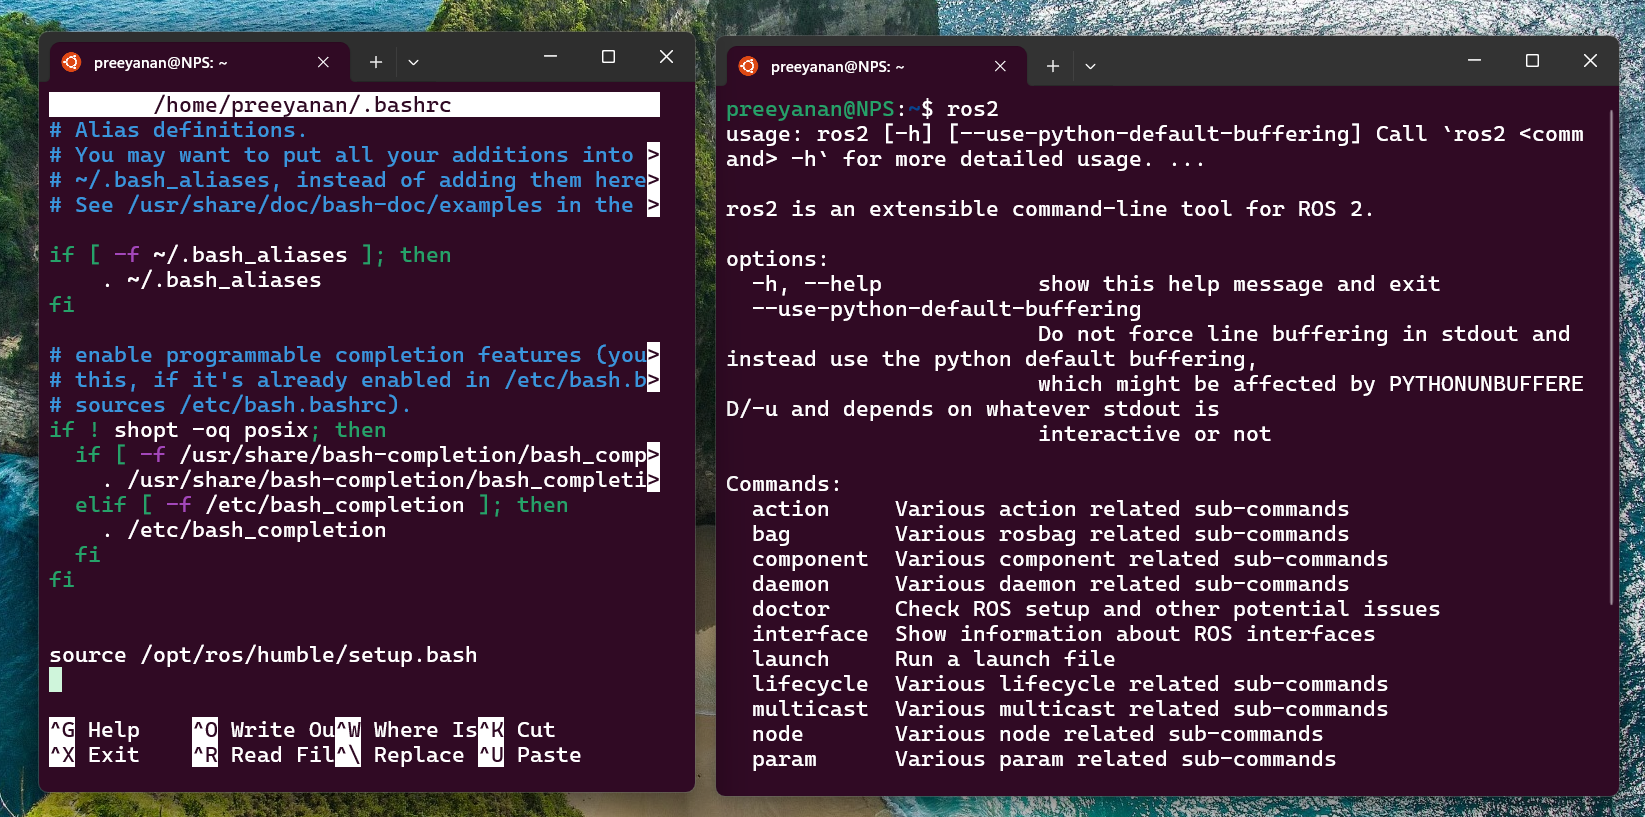 preeyanan@NPS: ~
/home/preeyanan/.bashrc
# Alias definitions.
# You may want to put all your additions into >
# ~/.bash_aliases, instead of adding them here>
# See /usr/share/doc/bash-doc/examples in the >
if [ -f ~/.bash_aliases ]; then
. ~/.bash_aliases
fi
# enable programmable completion features (you>
# this, if it's already enabled in /etc/bash.b>
# sources /etc/bash.bashrc).
if ! shopt -oq posix; then
if [ -f /usr/share/bash-completion/bash_comp>
. /usr/share/bash-completion/bash_completi>
elif [ -f /etc/bash_completion ]; then
. /etc/bash_completion
fi
fi
source /opt/ros/humble/setup.bash
^G Help ^O Write Ou^W Where Is^K Cut
^X Exit ^R Read Fil^\ Replace ^U Paste
preeyanan@NPS: ~
preeyanan@NPS:~$ ros2
usage: ros2 [-h] [--use-python-default-buffering] Call `ros2 <comm
and> -h` for more detailed usage. ...
ros2 is an extensible command-line tool for ROS 2.
options:
-h, --help show this help message and exit
--use-python-default-buffering
Do not force line buffering in stdout and
instead use the python default buffering,
which might be affected by PYTHONUNBUFFERE
D/-u and depends on whatever stdout is
interactive or not
Commands:
action Various action related sub-commands
bag Various rosbag related sub-commands
component Various component related sub-commands
daemon Various daemon related sub-commands
doctor Check ROS setup and other potential issues
interface Show information about ROS interfaces
launch Run a launch file
lifecycle Various lifecycle related sub-commands
multicast Various multicast related sub-commands
node Various node related sub-commands
param Various param related sub-commands